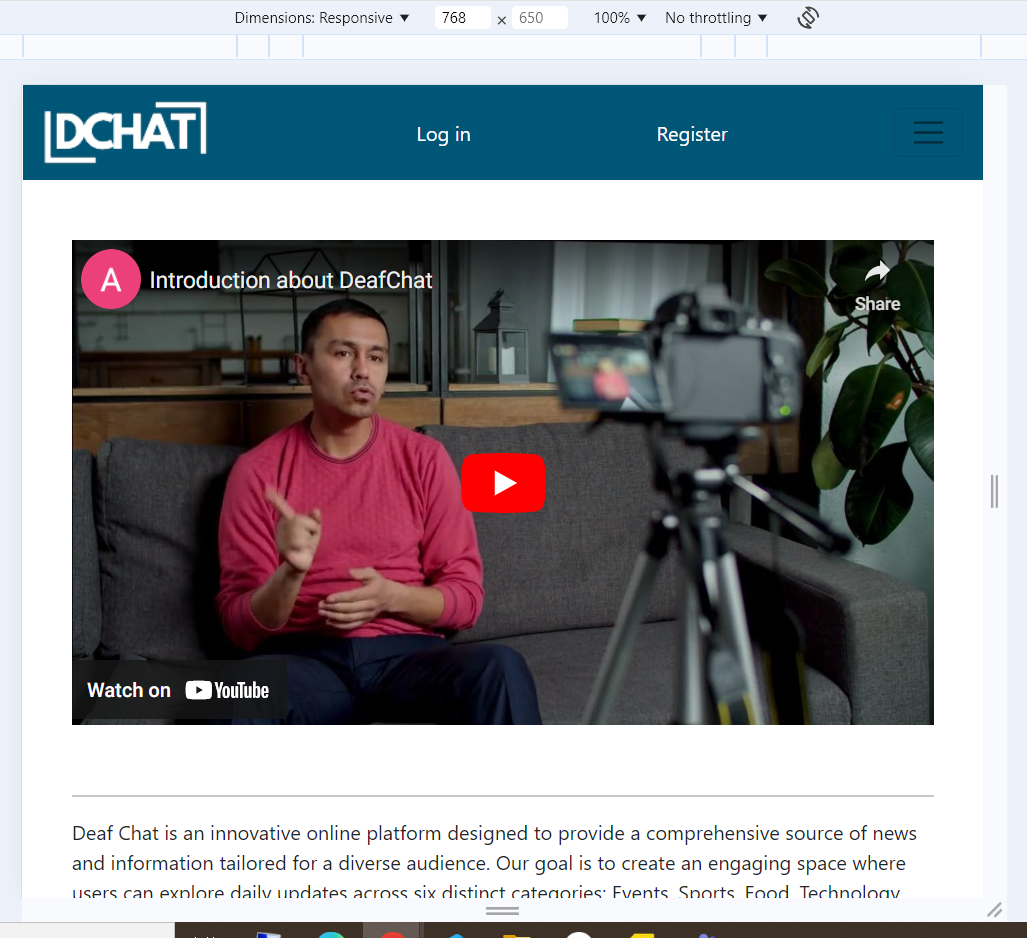 Dimensions: Responsive 768 × 650 100% No throttling
DCHAT Log in Register
A Introduction about DeafChat
Share
Watch on YouTube
Deaf Chat is an innovative online platform designed to provide a comprehensive source of news
and information tailored for a diverse audience. Our goal is to create an engaging space where
users can explore daily updates across six distinct categories: Events, Sports, Food, Technology,